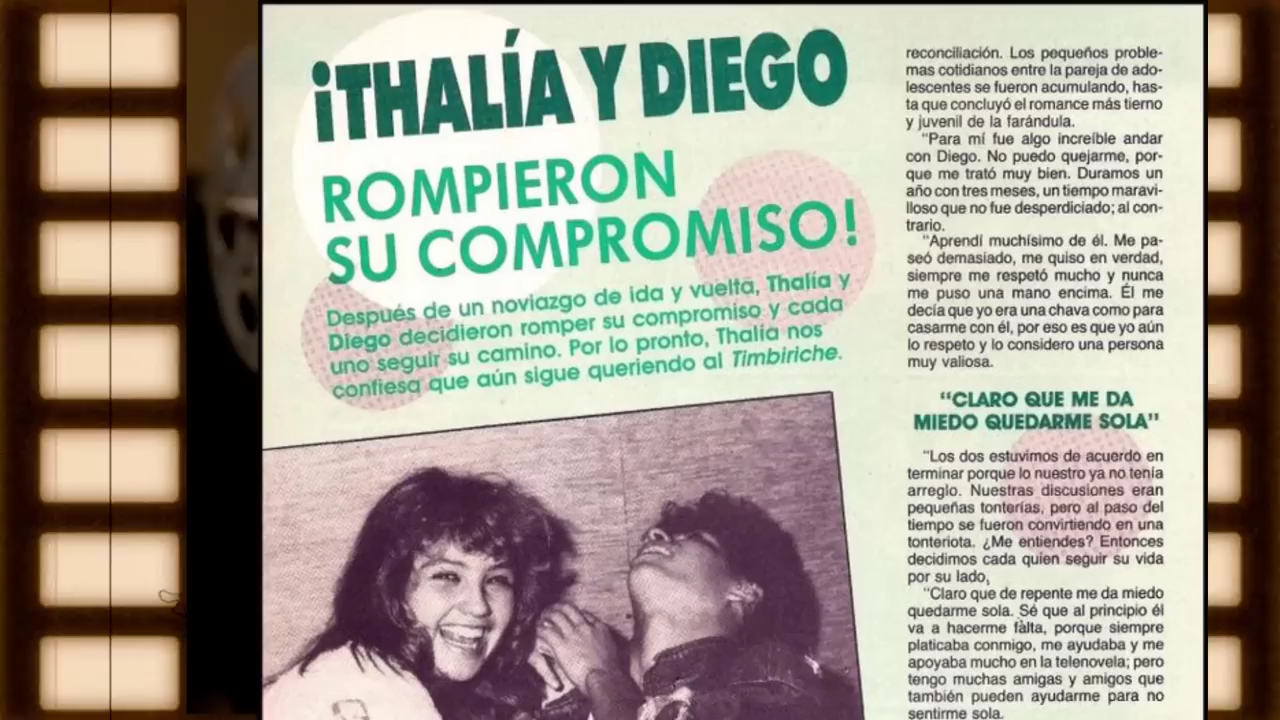 ¡THALÍA Y DIEGO
ROMPIERON
SU COMPROMISO!
Después de un noviazgo de ida y vuelta, Thalía y
Diego decidieron romper su compromiso y cada
uno seguir su camino. Por lo pronto, Thalía nos
confiesa que aún sigue queriendo al Timbiriche.
reconciliación. Los pequeños proble-
mas cotidianos entre la pareja de ado-
lescentes se fueron acumulando, has-
ta que concluyó el romance más tierno
y juvenil de la farándula.
"Para mí fue algo increíble andar
con Diego. No puedo quejarme, por-
que me trató muy bien. Duramos un
año con tres meses, un tiempo maravi-
lloso que no fue desperdiciado; al con-
trario.
"Aprendí muchísimo de él. Me pa-
seó demasiado, me quiso en verdad,
siempre me respetó mucho y nunca
me puso una mano encima. Él me
decía que yo era una chava como para
casarme con él, por eso es que yo aún
lo respeto y lo considero una persona
muy valiosa.
"CLARO QUE ME DA
MIEDO QUEDARME SOLA"
"Los dos estuvimos de acuerdo en
terminar porque lo nuestro ya no tenía
arreglo. Nuestras discusiones eran
pequeñas tonterías, pero al paso del
tiempo se fueron convirtiendo en una
tonteriota. ¿Me entiendes? Entonces
decidimos cada quien seguir su vida
por su lado,
"Claro que de repente me da miedo
quedarme sola. Sé que al principio él
va a hacerme falta, porque siempre
platicaba conmigo, me ayudaba y me
apoyaba mucho en la telenovela; pero
tengo muchas amigas y amigos que
también pueden ayudarme para no
sentirme sola.